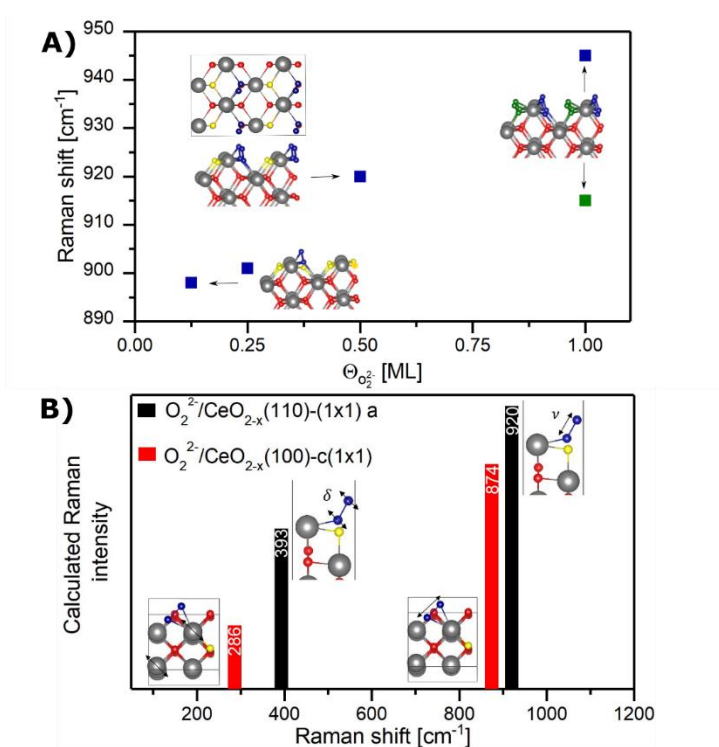 A)
Raman shift [cm⁻¹]
950
940
930
920
910
900
890
0.00 0.25 0.50 0.75 1.00
Θ_O₂²⁻ [ML]
B)
O₂²⁻/CeO₂₋ₓ(110)-(1x1) a
O₂²⁻/CeO₂₋ₓ(100)-c(1x1)
Calculated Raman
intensity
286
393
874
920
δ
ν
200 400 600 800 1000 1200
Raman shift [cm⁻¹]